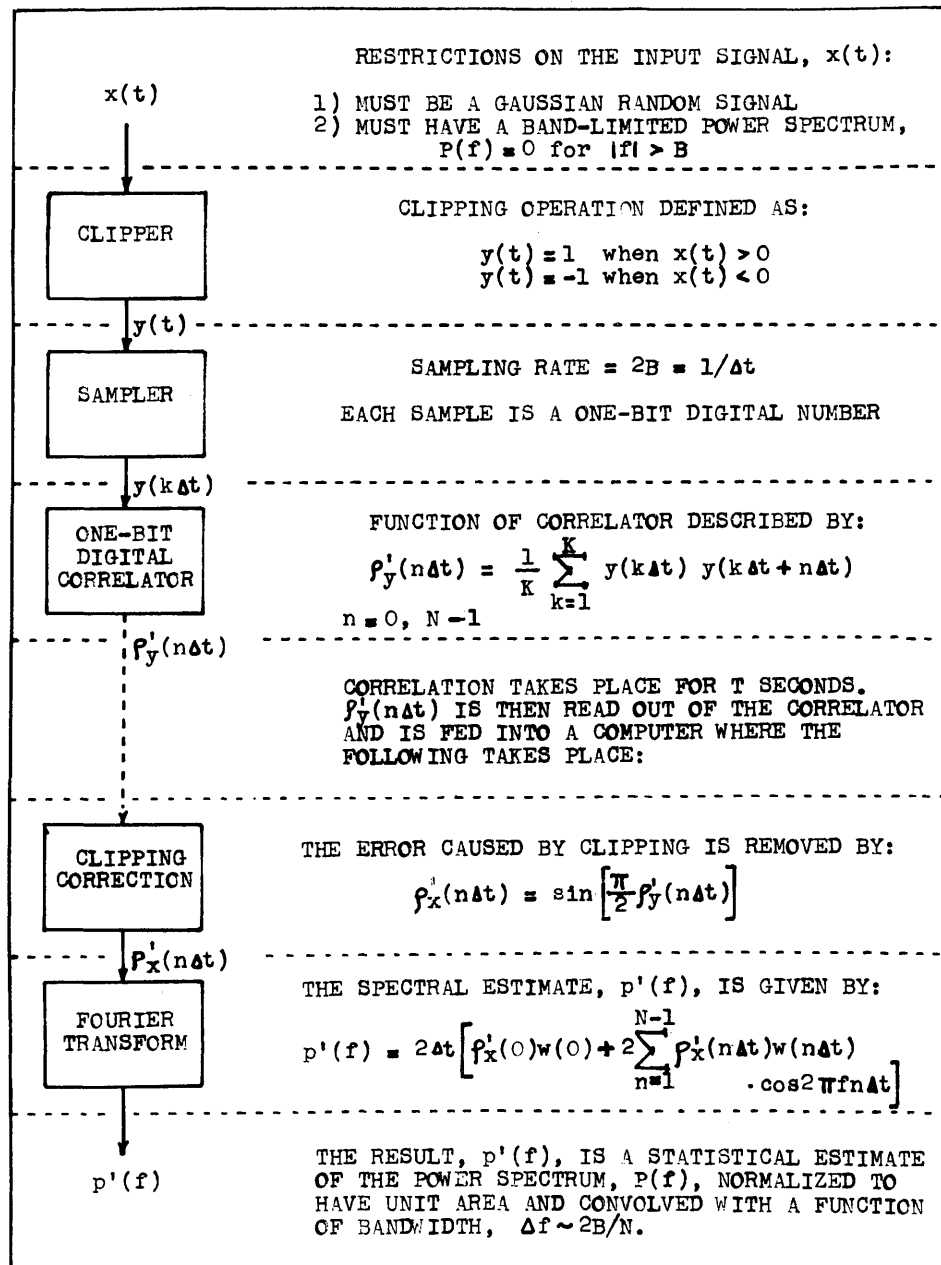 RESTRICTIONS ON THE INPUT SIGNAL, x(t):
x(t)
1) MUST BE A GAUSSIAN RANDOM SIGNAL
2) MUST HAVE A BAND-LIMITED POWER SPECTRUM,
P(f) = 0 for |f| > B
CLIPPER
CLIPPING OPERATION DEFINED AS:
y(t) = 1 when x(t) > 0
y(t) = -1 when x(t) < 0
y(t)
SAMPLER
SAMPLING RATE = 2B = 1/Δt
EACH SAMPLE IS A ONE-BIT DIGITAL NUMBER
y(kΔt)
ONE-BIT
DIGITAL
CORRELATOR
FUNCTION OF CORRELATOR DESCRIBED BY:
ρ'y(nΔt) = 1/K K∑k=1 y(kΔt) y(kΔt + nΔt)
n = 0, N-1
ρ'y(nΔt)
CORRELATION TAKES PLACE FOR T SECONDS.
ρ'y(nΔt) IS THEN READ OUT OF THE CORRELATOR
AND IS FED INTO A COMPUTER WHERE THE
FOLLOWING TAKES PLACE:
CLIPPING
CORRECTION
THE ERROR CAUSED BY CLIPPING IS REMOVED BY:
ρ'x(nΔt) = sin[π/2 ρ'y(nΔt)]
ρ'x(nΔt)
FOURIER
TRANSFORM
THE SPECTRAL ESTIMATE, p'(f), IS GIVEN BY:
p'(f) = 2Δt[ρ'x(0)w(0) + 2 N-1∑n=1 ρ'x(nΔt)w(nΔt)
·cos2πfnΔt]
p'(f)
THE RESULT, p'(f), IS A STATISTICAL ESTIMATE
OF THE POWER SPECTRUM, P(f), NORMALIZED TO
HAVE UNIT AREA AND CONVOLVED WITH A FUNCTION
OF BANDWIDTH, Δf ~ 2B/N.